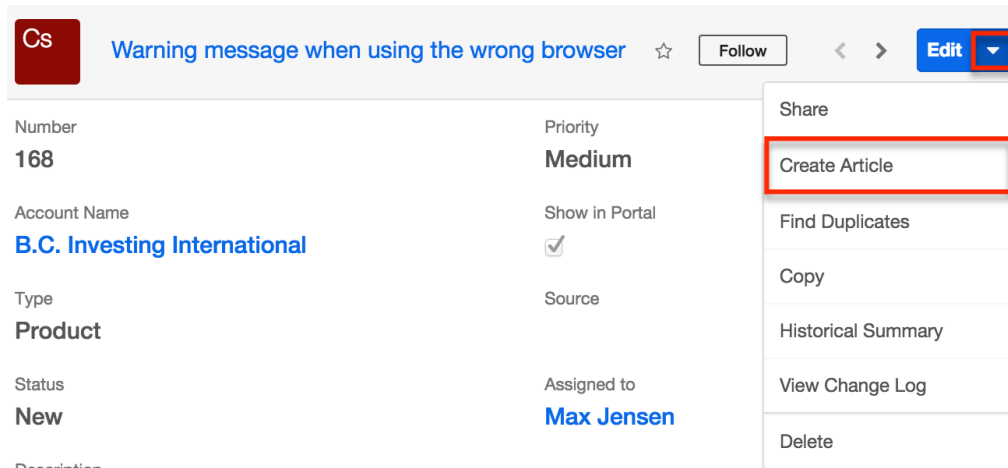 Cs
Warning message when using the wrong browser
Follow
Edit
Share
Number
Priority
168
Medium
Create Article
Account Name
Show in Portal
Find Duplicates
B.C. Investing International
Copy
Type
Source
Product
Historical Summary
Status
Assigned to
View Change Log
New
Max Jensen
Delete
Description